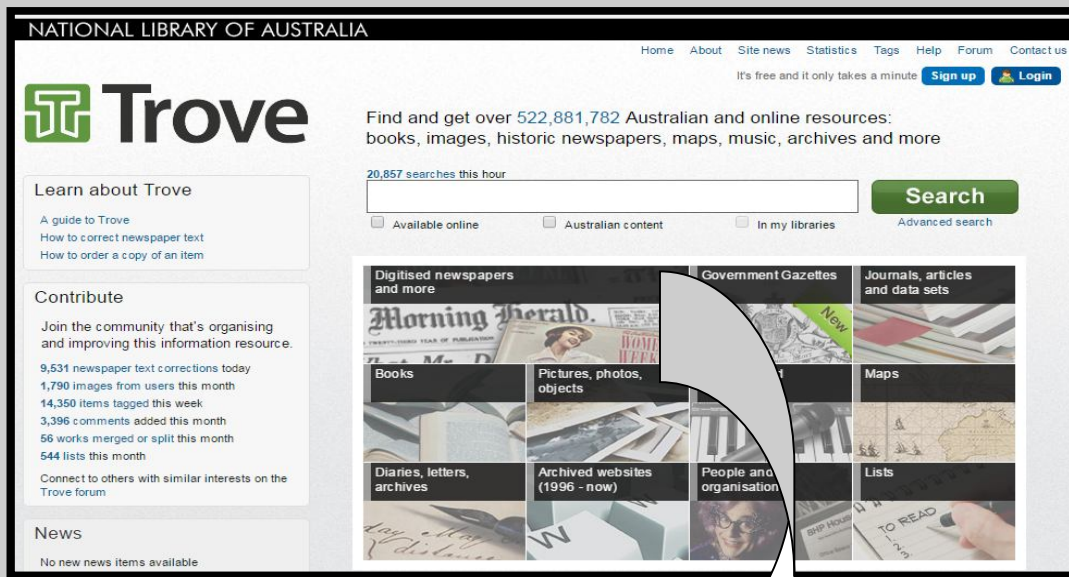 NATIONAL LIBRARY OF AUSTRALIA
Home About Site news Statistics Tags Help Forum Contact us
It's free and it only takes a minute Sign up Login
Trove
Find and get over 522,881,782 Australian and online resources:
books, images, historic newspapers, maps, music, archives and more
20,857 searches this hour
Search
Available online Australian content In my libraries Advanced search
Learn about Trove
A guide to Trove
How to correct newspaper text
How to order a copy of an item
Contribute
Join the community that's organising
and improving this information resource.
9,531 newspaper text corrections today
1,790 images from users this month
14,350 items tagged this week
3,396 comments added this month
56 works merged or split this month
544 lists this month
Connect to others with similar interests on the
Trove forum
News
No new news items available
Digitised newspapers
and more
Morning Herald.
WEEK
Government Gazettes
New
Journals, articles
and data sets
Books
Pictures, photos,
objects
Maps
Diaries, letters,
archives
Archived websites
(1996 - now)
W
People and
organisation
BHP House
Lists
TO READ
1.
2.
3.